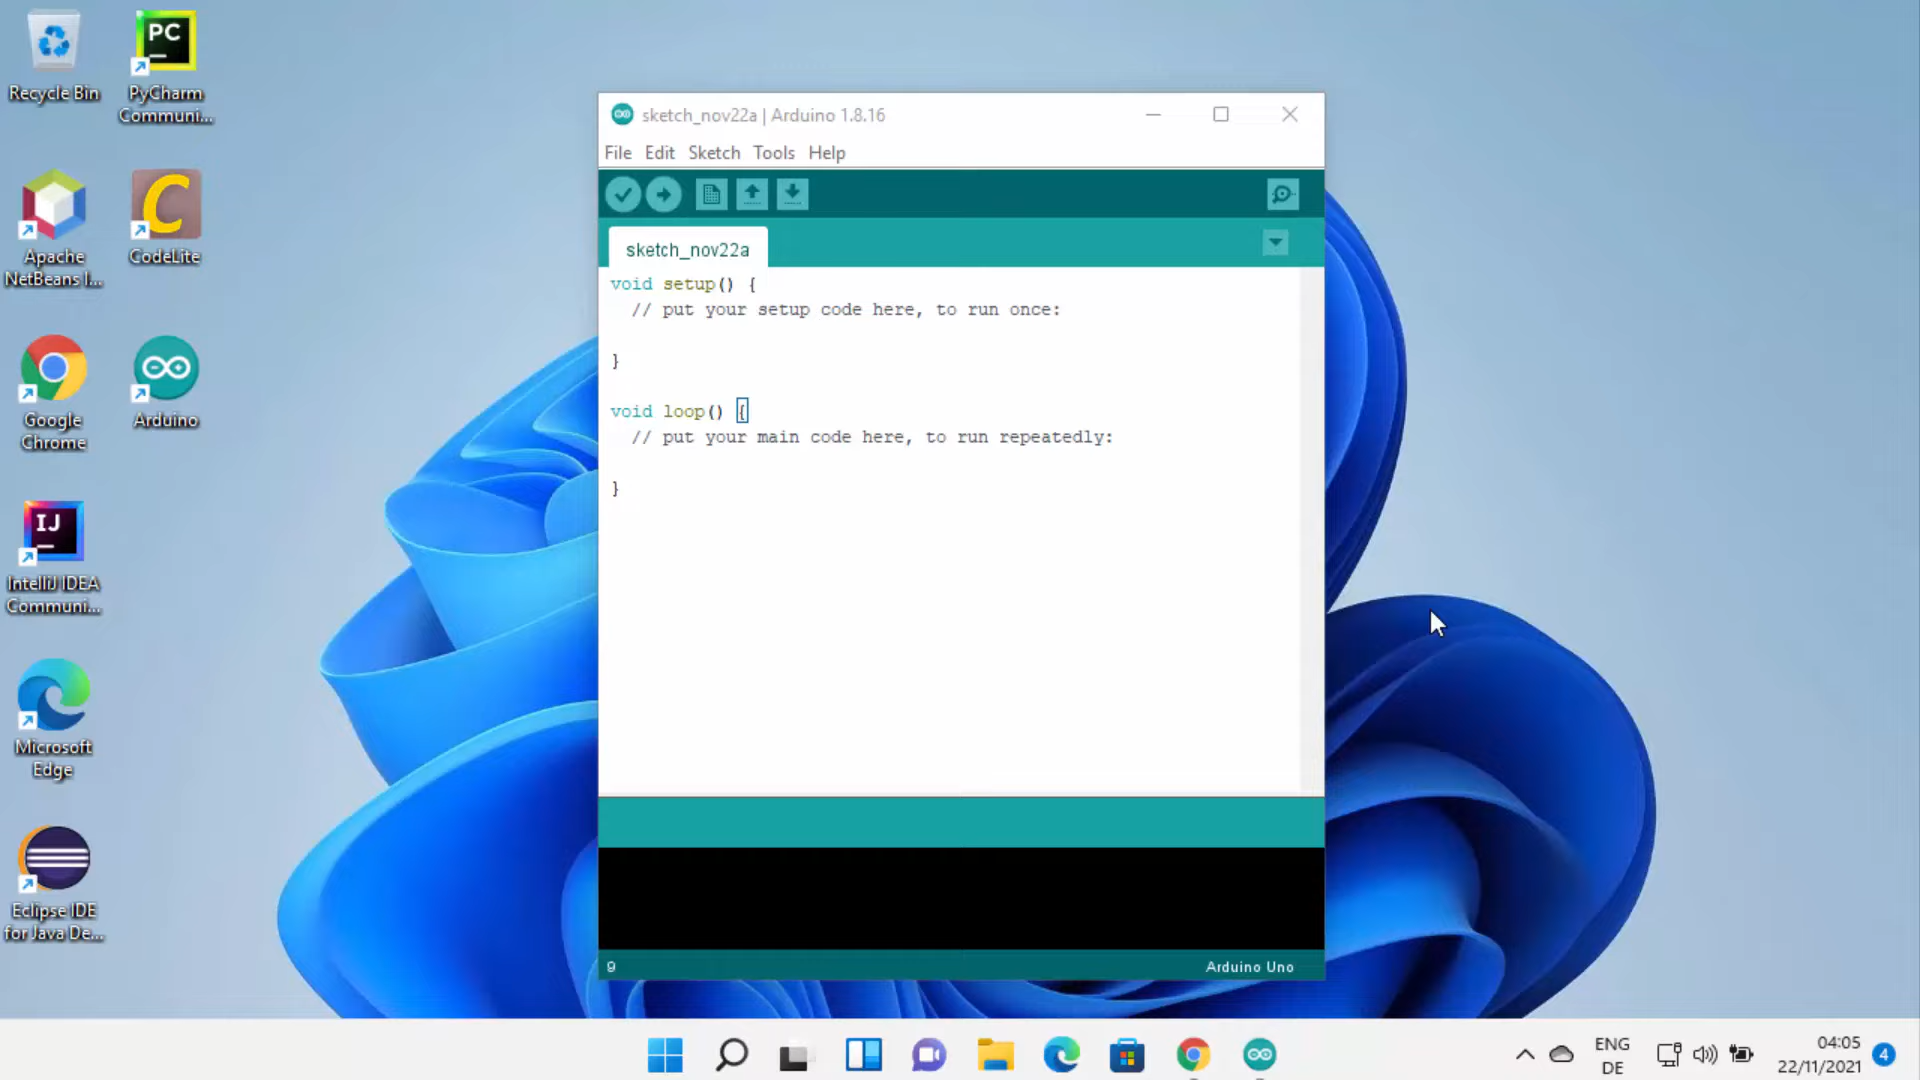 Recycle Bin
PC
PyCharm
Communi...
Apache
NetBeans I...
C
CodeLite
Google
Chrome
Arduino
IJ
IntelliJ IDEA
Communi...
Microsoft
Edge
Eclipse IDE
for Java De...
sketch_nov22a | Arduino 1.8.16
File Edit Sketch Tools Help
sketch_nov22a
void setup() {
// put your setup code here, to run once:
}
void loop() {
// put your main code here, to run repeatedly:
}
9
Arduino Uno
ENG
DE
04:05
22/11/2021
4